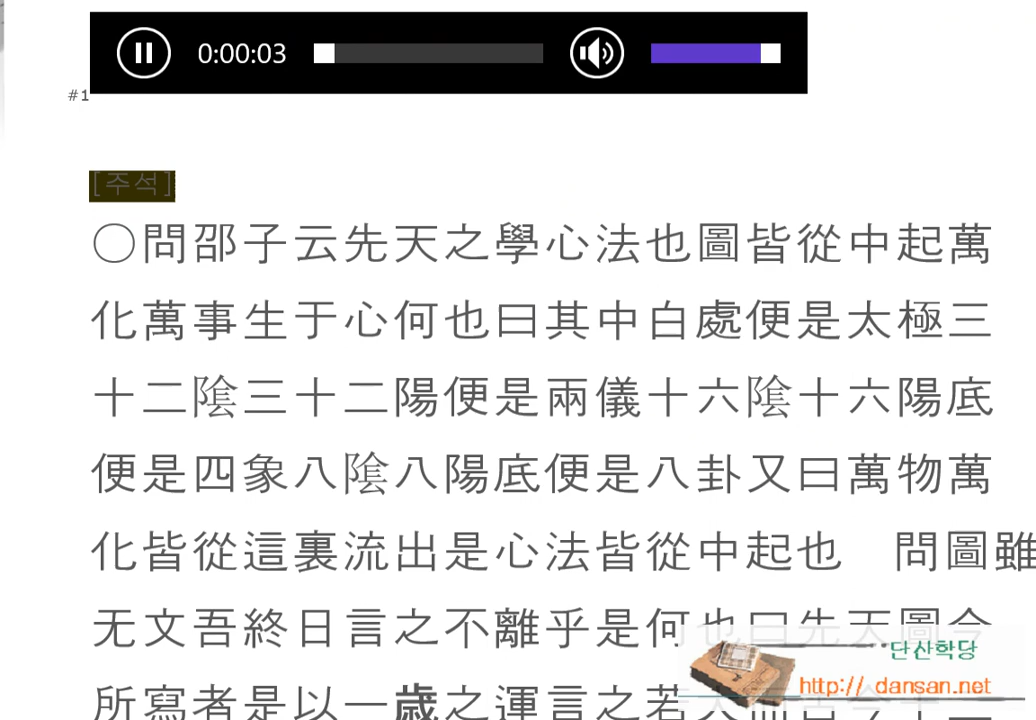 0:00:03
#1
[주석]
〇問邵子云先天之學心法也圖皆從中起萬
化萬事生于心何也曰其中白處便是太極三
十二陰三十二陽便是兩儀十六陰十六陽底
便是四象八陰八陽底便是八卦又曰萬物萬
化皆從這裏流出是心法皆從中起也 問圖雖
无文吾終日言之不離乎是何也曰先天圖今
所寫者是以一歲之運言之若
단산학당
http://dansan.net